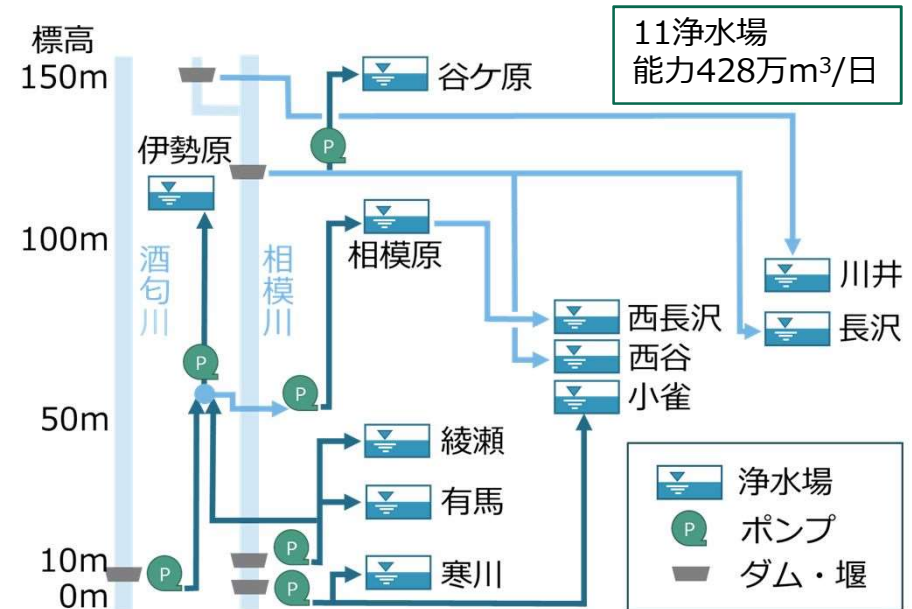 標高
150m
100m
50m
10m
0m
11浄水場
能力428万m³/日
谷ケ原
伊勢原
P
酒匂川
相模川
相模原
川井
長沢
西長沢
西谷
小雀
P
P
綾瀬
有馬
寒川
P
P
P
浄水場
P
ポンプ
ダム・堰